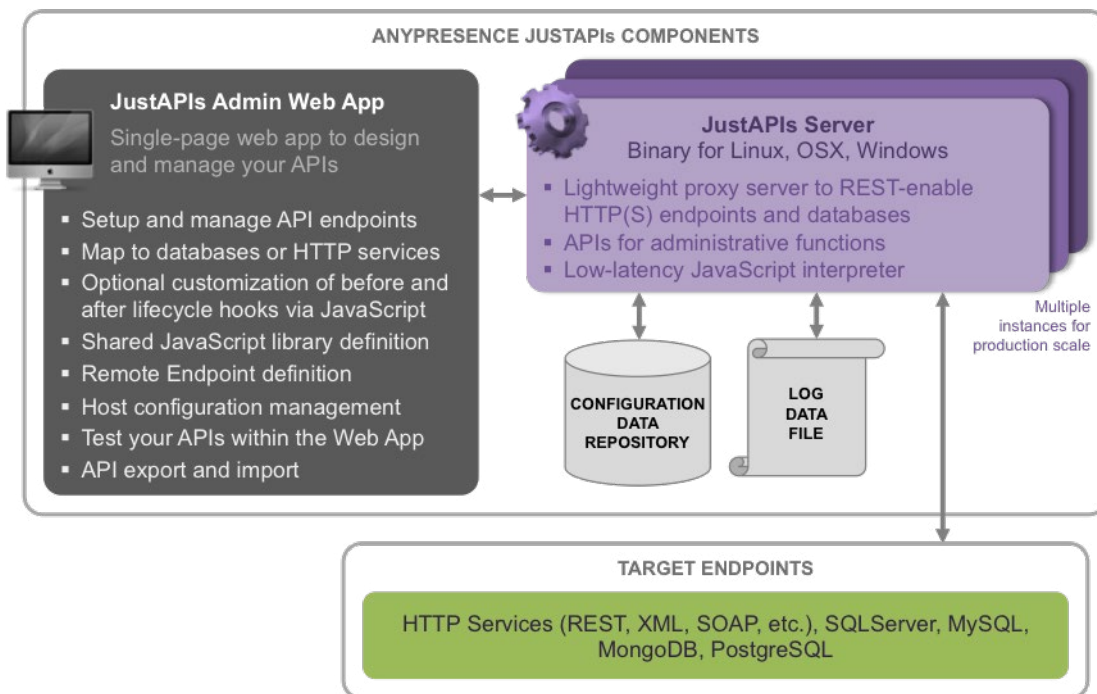 ANYPRESENCE JUSTAPIs COMPONENTS
JustAPIs Admin Web App
Single-page web app to design
and manage your APIs
▪ Setup and manage API endpoints
▪ Map to databases or HTTP services
▪ Optional customization of before and
after lifecycle hooks via JavaScript
▪ Shared JavaScript library definition
▪ Remote Endpoint definition
▪ Host configuration management
▪ Test your APIs within the Web App
▪ API export and import
JustAPIs Server
Binary for Linux, OSX, Windows
▪ Lightweight proxy server to REST-enable
HTTP(S) endpoints and databases
▪ APIs for administrative functions
▪ Low-latency JavaScript interpreter
Multiple
instances for
production scale
CONFIGURATION
DATA
REPOSITORY
LOG
DATA
FILE
TARGET ENDPOINTS
HTTP Services (REST, XML, SOAP, etc.), SQLServer, MySQL,
MongoDB, PostgreSQL